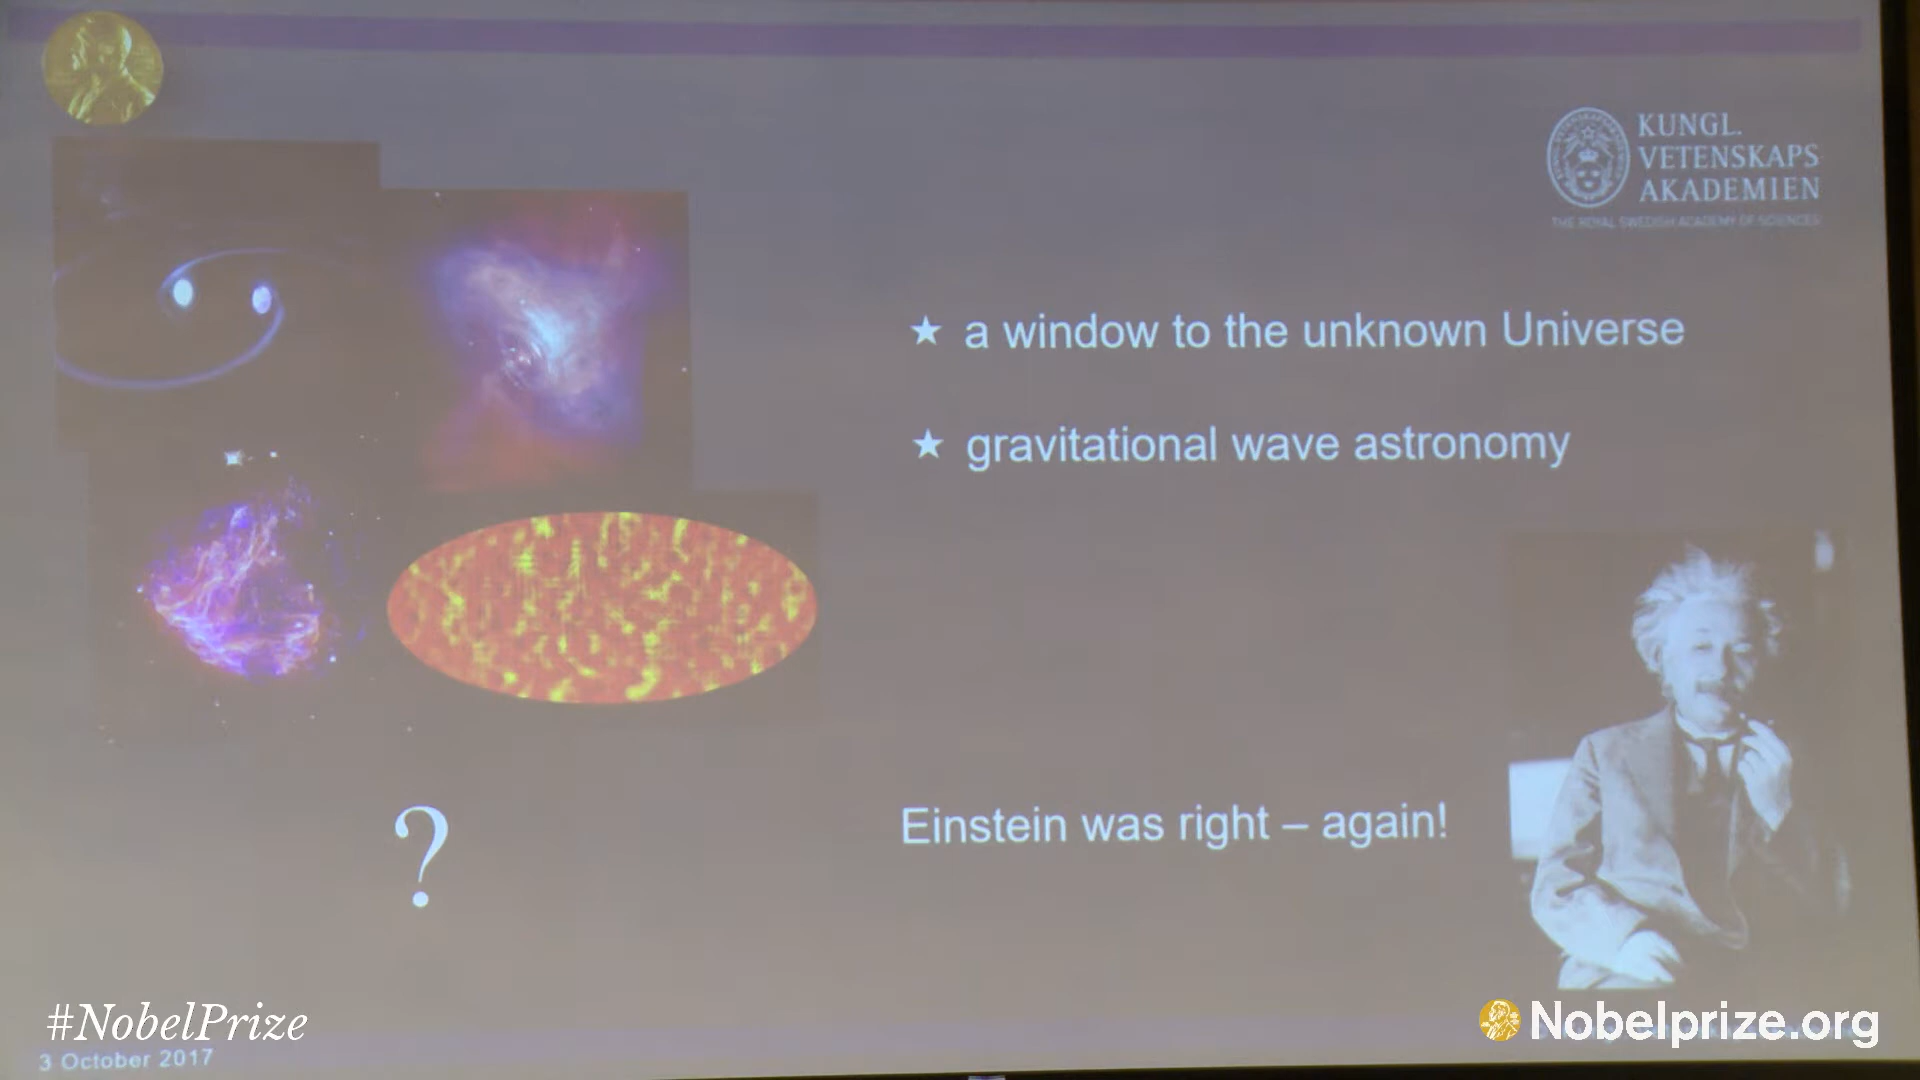 KUNGL.
VETENSKAPS
AKADEMIEN
THE ROYAL SWEDISH ACADEMY OF SCIENCES
★ a window to the unknown Universe
★ gravitational wave astronomy
?
Einstein was right – again!
#NobelPrize
Nobelprize.org
3 October 2017